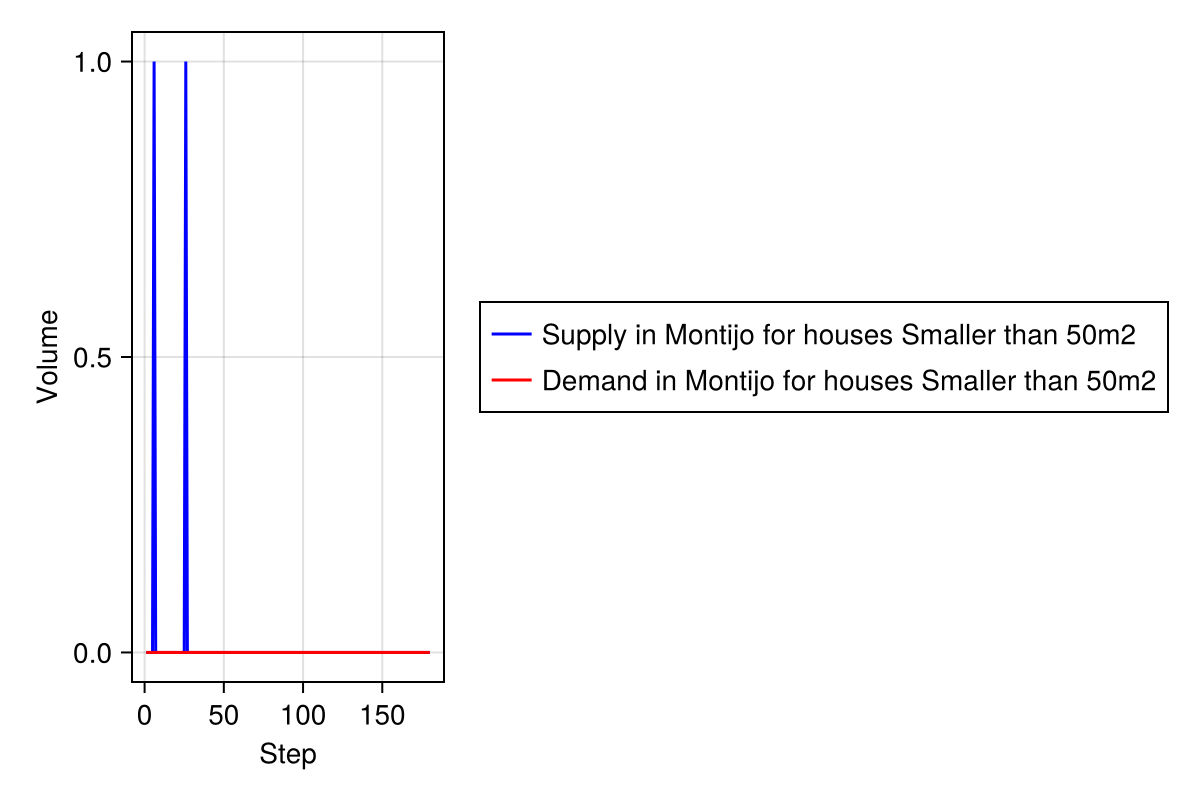 1.0
0.5
0.0
Volume
0 50 100 150
Step
Supply in Montijo for houses Smaller than 50m2
Demand in Montijo for houses Smaller than 50m2